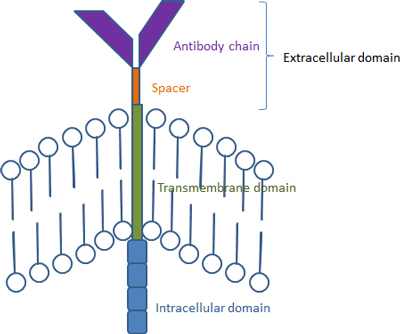 Antibody chain
Extracellular domain
Spacer
Transmembrane domain
Intracellular domain